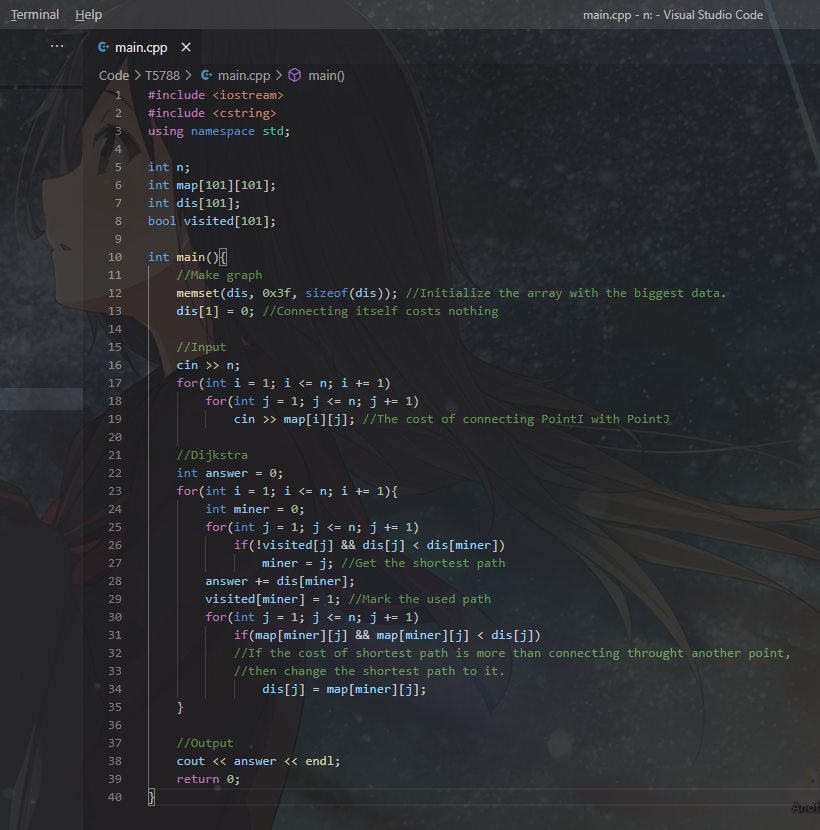 Terminal Help main.cpp - n: - Visual Studio Code
··· main.cpp ×
Code > T5788 > main.cpp > main()
1 #include <iostream>
2 #include <cstring>
3 using namespace std;
4
5 int n;
6 int map[101][101];
7 int dis[101];
8 bool visited[101];
9
10 int main(){
11 //Make graph
12 memset(dis, 0x3f, sizeof(dis)); //Initialize the array with the biggest data.
13 dis[1] = 0; //Connecting itself costs nothing
14
15 //Input
16 cin >> n;
17 for(int i = 1; i <= n; i += 1)
18 for(int j = 1; j <= n; j += 1)
19 cin >> map[i][j]; //The cost of connecting PointI with PointJ
20
21 //Dijkstra
22 int answer = 0;
23 for(int i = 1; i <= n; i += 1){
24 int miner = 0;
25 for(int j = 1; j <= n; j += 1)
26 if(!visited[j] && dis[j] < dis[miner])
27 miner = j; //Get the shortest path
28 answer += dis[miner];
29 visited[miner] = 1; //Mark the used path
30 for(int j = 1; j <= n; j += 1)
31 if(map[miner][j] && map[miner][j] < dis[j])
32 //If the cost of shortest path is more than connecting throught another point,
33 //then change the shortest path to it.
34 dis[j] = map[miner][j];
35 }
36
37 //Output
38 cout << answer << endl;
39 return 0;
40 }